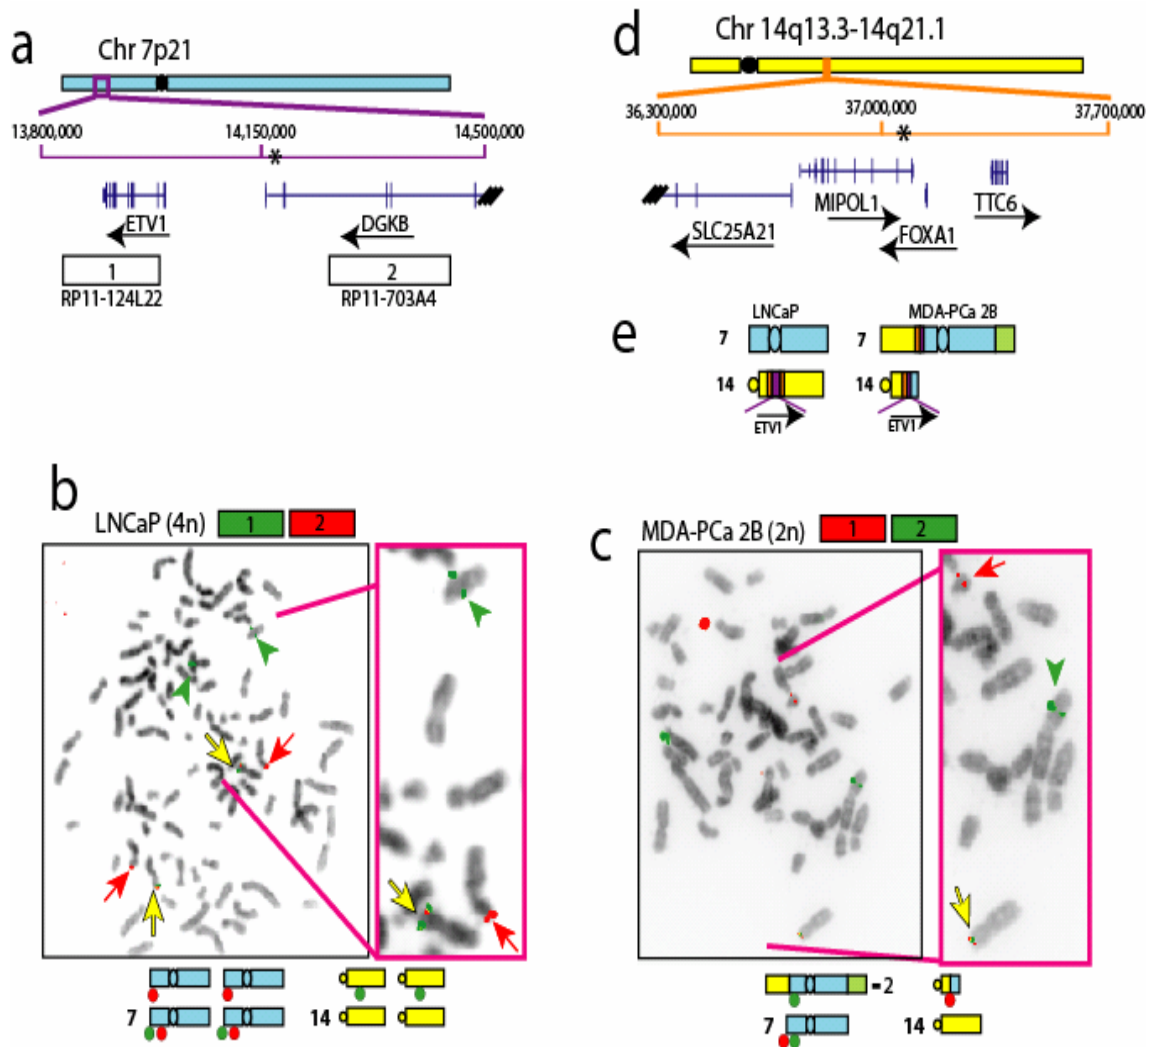 a
Chr 7p21
13,800,000 14,150,000 14,500,000
*
ETV1 DGKB
1 2
RP11-124L22 RP11-703A4
d
Chr 14q13.3-14q21.1
36,300,000 37,000,000 37,700,000
*
MIPOL1 TTC6
SLC25A21 FOXA1
e
LNCaP MDA-PCa 2B
7 7
14 14
ETV1 ETV1
b
LNCaP (4n) 1 2
7 14
c
MDA-PCa 2B (2n) 1 2
=2
7 14